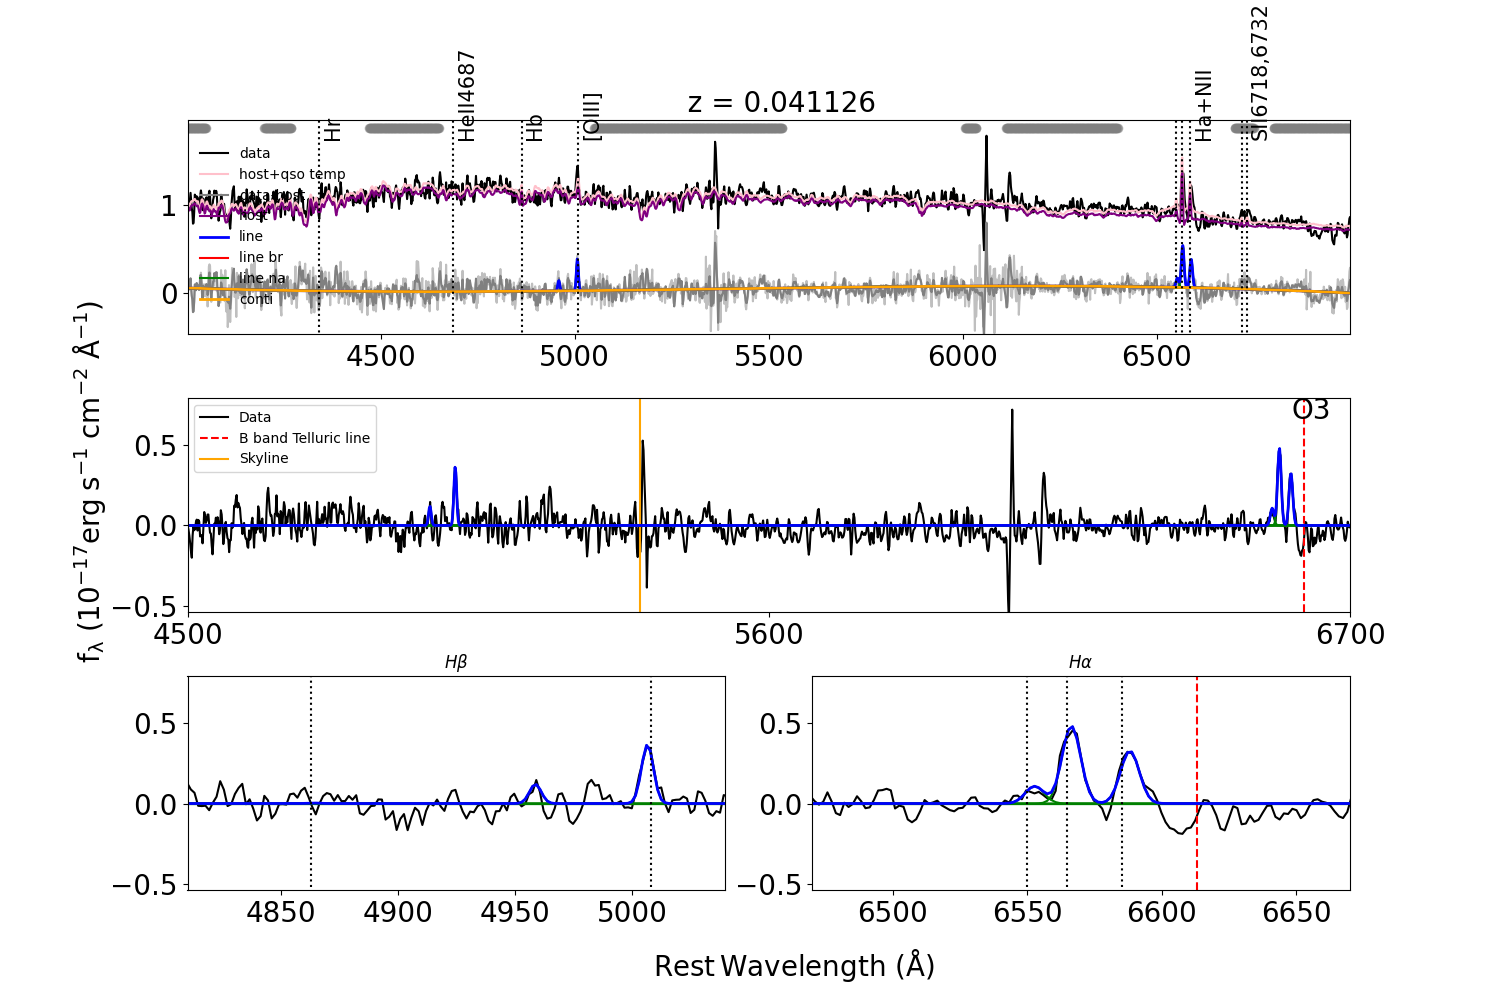 z = 0.041126
Hr
HeII4687
Hb
[OIII]
Ha+NII
SII6718,6732
data
host+qso temp
data-host
host
line
line br
line na
conti
1
0
4500
5000
5500
6000
6500
fλ (10⁻¹⁷erg s⁻¹ cm⁻² Å⁻¹)
Data
B band Telluric line
Skyline
O3
0.5
0.0
−0.5
4500
5600
6700
Hβ
0.5
0.0
−0.5
4850
4900
4950
5000
Hα
0.5
0.0
−0.5
6500
6550
6600
6650
Rest Wavelength (Å)